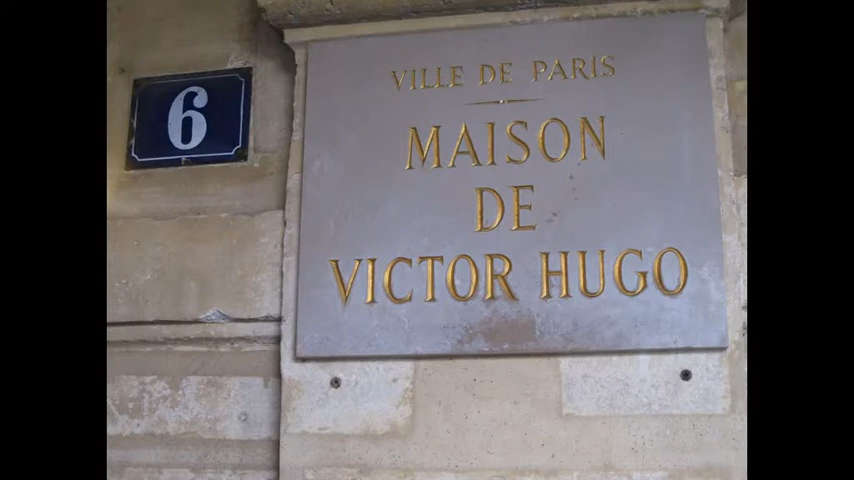 6
VILLE DE PARIS
MAISON
DE
VICTOR HUGO